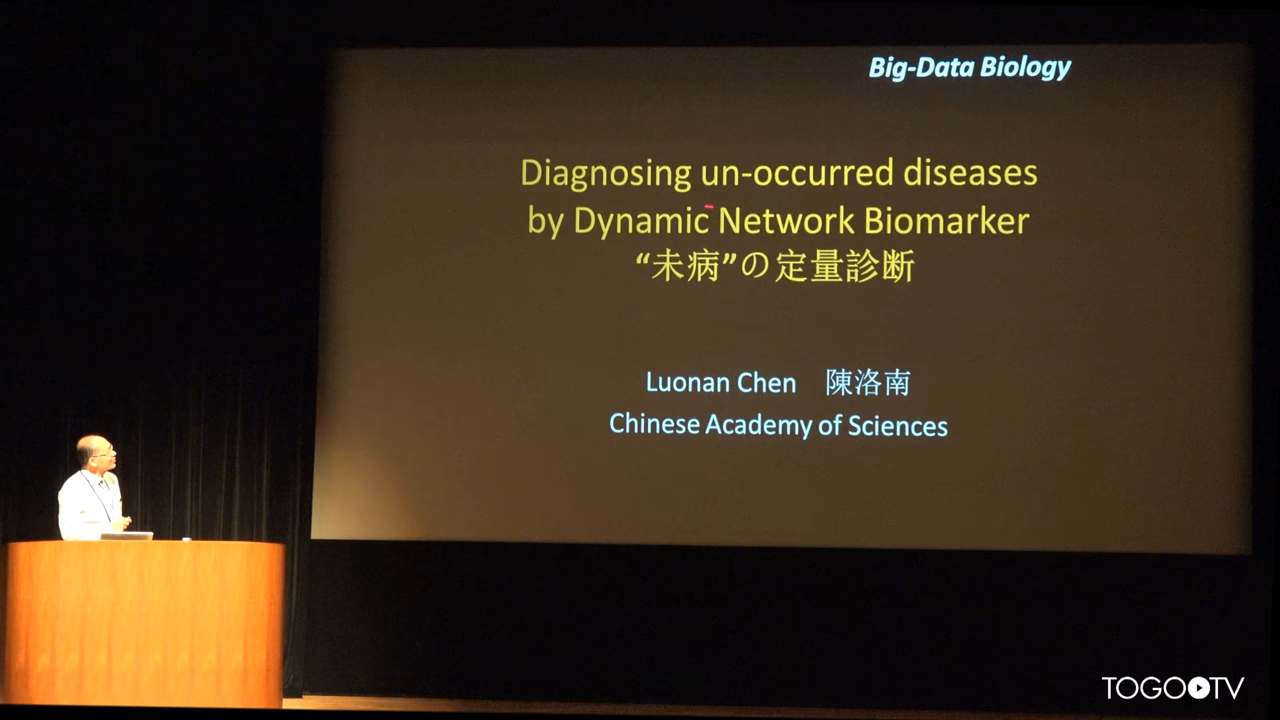 Big-Data Biology
Diagnosing un-occurred diseases
by Dynamic Network Biomarker
“未病”の定量診断
Luonan Chen 陳洛南
Chinese Academy of Sciences
TOGOTV